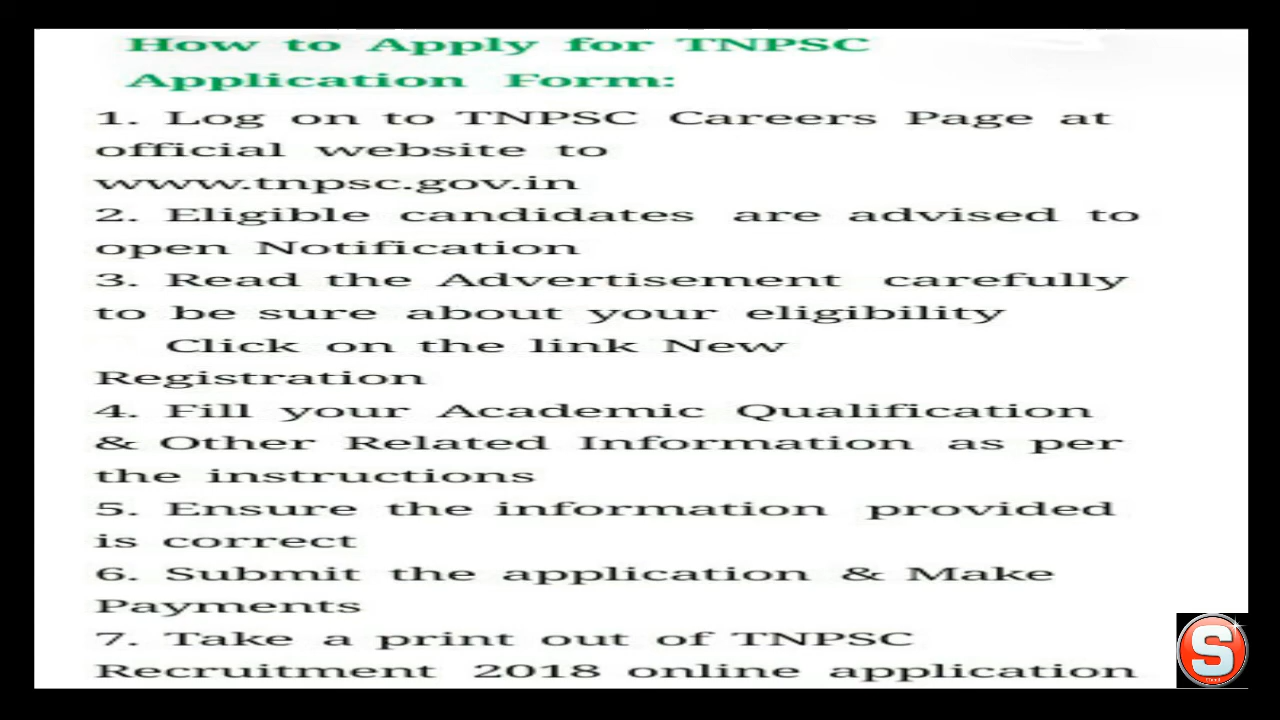 How to Apply for TNPSC
Application Form:
1. Log on to TNPSC Careers Page at
official website to
www.tnpsc.gov.in
2. Eligible candidates are advised to
open Notification
3. Read the Advertisement carefully
to be sure about your eligibility
Click on the link New
Registration
4. Fill your Academic Qualification
& Other Related Information as per
the instructions
5. Ensure the information provided
is correct
6. Submit the application & Make
Payments
7. Take a print out of TNPSC
Recruitment 2018 online application
S